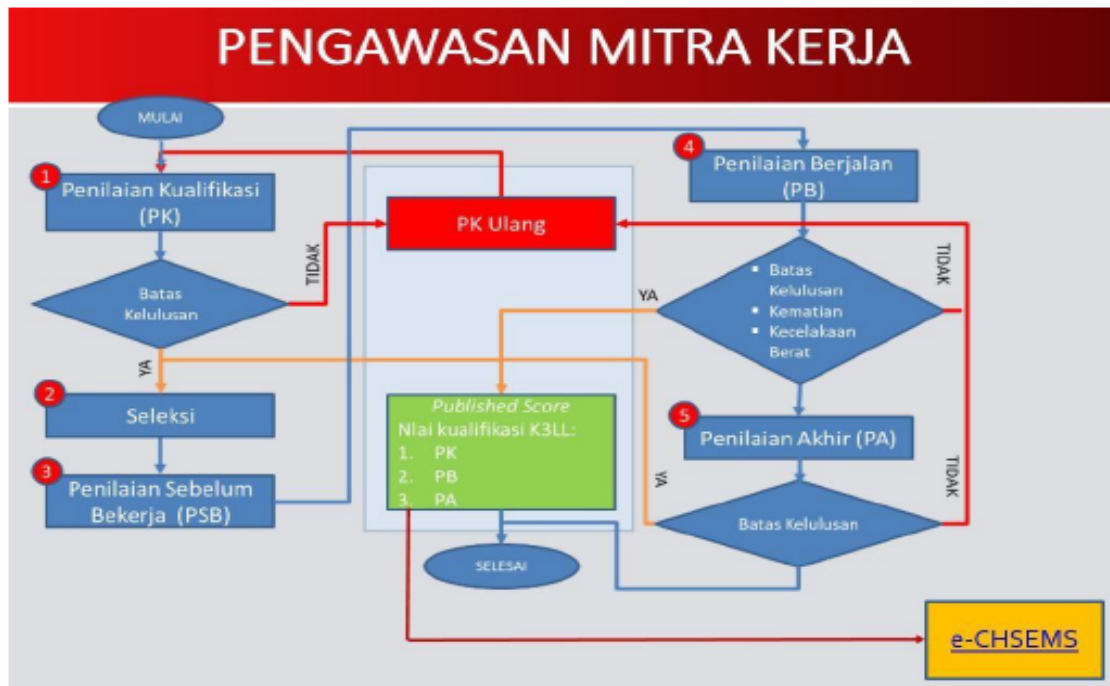 PENGAWASAN MITRA KERJA
MULAI
1
Penilaian Kualifikasi
(PK)
TIDAK
Batas
Kelulusan
YA
2
Seleksi
3
Penilaian Sebelum
Bekerja (PSB)
PK Ulang
Published Score
Nlai kualifikasi K3LL:
1. PK
2. PB
3. PA
SELESAI
4
Penilaian Berjalan
(PB)
YA
▪ Batas
Kelulusan
▪ Kematian
▪ Kecelakaan
Berat
TIDAK
5
Penilaian Akhir (PA)
YA
TIDAK
Batas Kelulusan
e-CHSEMS